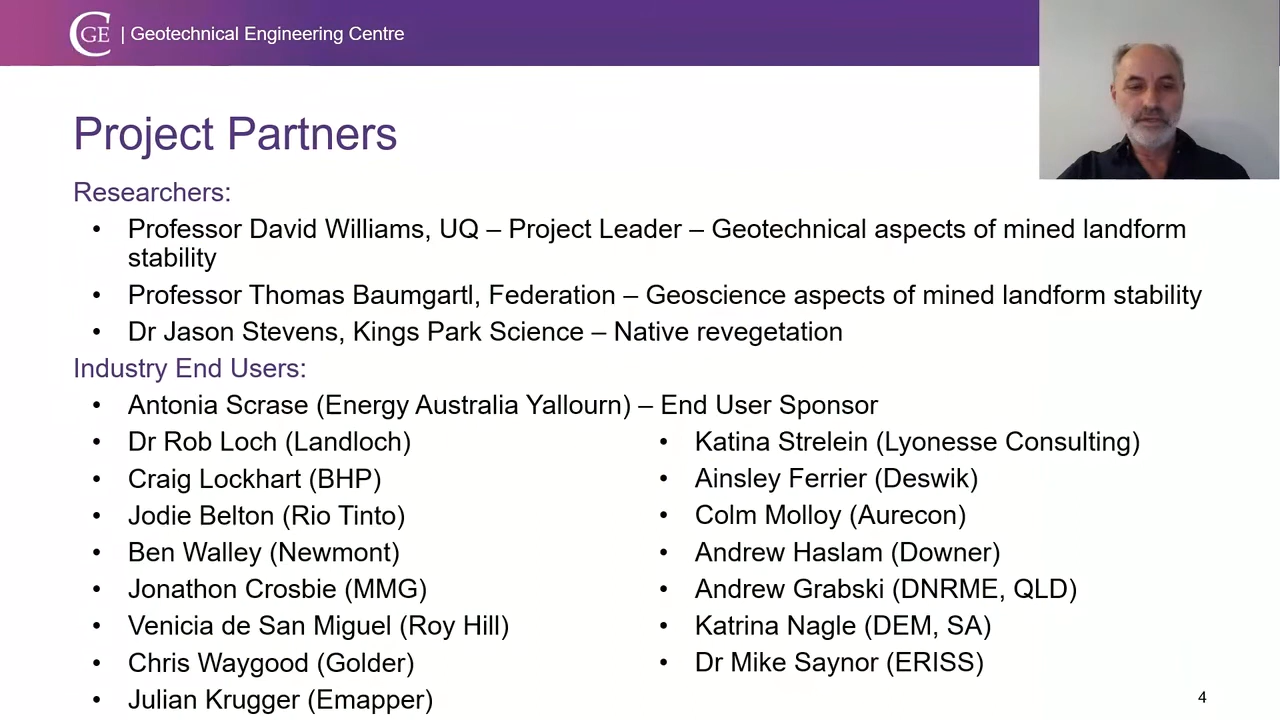 CGE | Geotechnical Engineering Centre
Project Partners
Researchers:
• Professor David Williams, UQ – Project Leader – Geotechnical aspects of mined landform
stability
• Professor Thomas Baumgartl, Federation – Geoscience aspects of mined landform stability
• Dr Jason Stevens, Kings Park Science – Native revegetation
Industry End Users:
• Antonia Scrase (Energy Australia Yallourn) – End User Sponsor
• Dr Rob Loch (Landloch)
• Craig Lockhart (BHP)
• Jodie Belton (Rio Tinto)
• Ben Walley (Newmont)
• Jonathon Crosbie (MMG)
• Venicia de San Miguel (Roy Hill)
• Chris Waygood (Golder)
• Julian Krugger (Emapper)
• Katina Strelein (Lyonesse Consulting)
• Ainsley Ferrier (Deswik)
• Colm Molloy (Aurecon)
• Andrew Haslam (Downer)
• Andrew Grabski (DNRME, QLD)
• Katrina Nagle (DEM, SA)
• Dr Mike Saynor (ERISS)
4